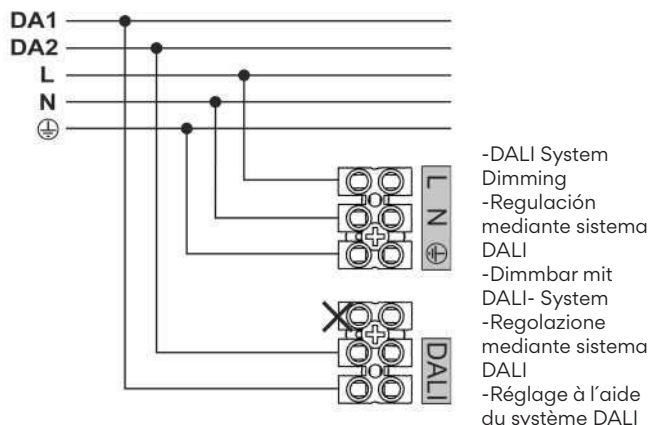 DA1
DA2
L
N
L
N
DALI
-DALI System
Dimming
-Regulación
mediante sistema
DALI
-Dimmbar mit
DALI- System
-Regolazione
mediante sistema
DALI
-Réglage à l´aide
du système DALI